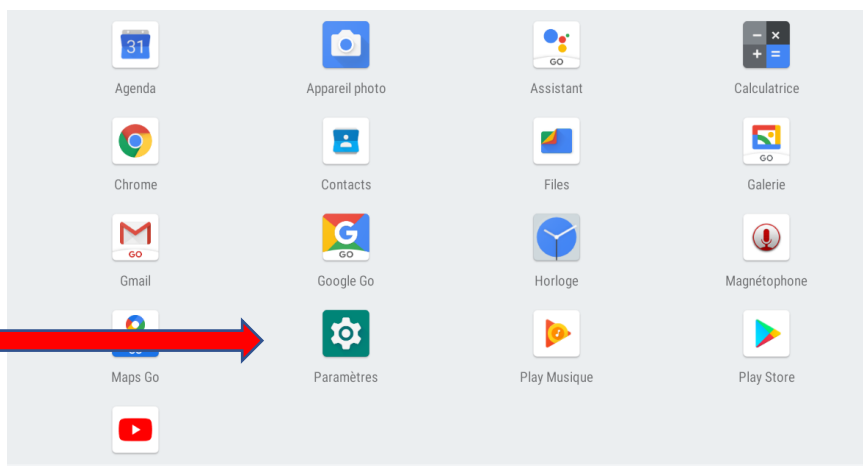 31
GO
− ×
+ =
Agenda
Appareil photo
Assistant
Calculatrice
GO
Chrome
Contacts
Files
Galerie
GO
G
GO
Gmail
Google Go
Horloge
Magnétophone
Maps Go
Paramètres
Play Musique
Play Store